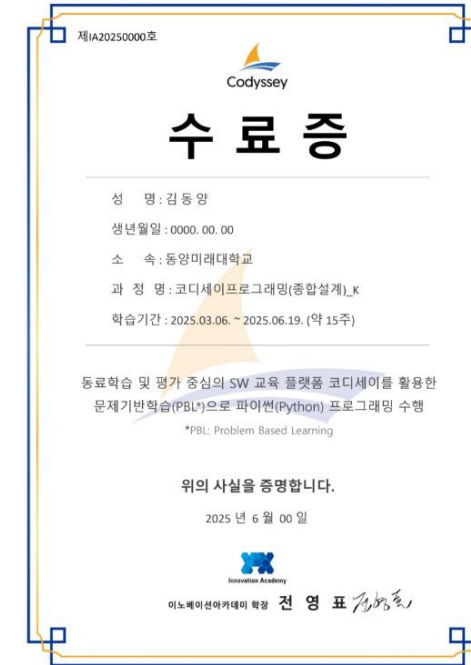 제IA20250000호
Codyssey
수 료 증
성 명 : 김 동 양
생년월일 : 0000. 00. 00
소 속 : 동양미래대학교
과 정 명 : 코디세이프로그래밍(종합설계)_K
학습기간 : 2025.03.06. ~ 2025.06.19. (약 15주)
동료학습 및 평가 중심의 SW 교육 플랫폼 코디세이를 활용한
문제기반학습(PBL*)으로 파이썬(Python) 프로그래밍 수행
*PBL: Problem Based Learning
위의 사실을 증명합니다.
2025 년 6 월 00 일
Innovation Academy
이노베이션아카데미 학장 전 영 표